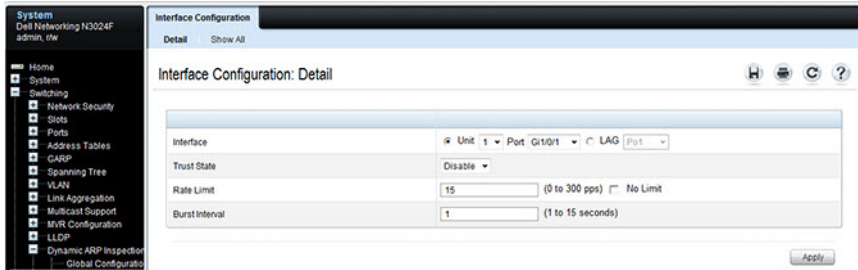 System
Dell Networking N3024F
admin, r/w
Home
System
Switching
Network Security
Slots
Ports
Address Tables
GARP
Spanning Tree
VLAN
Link Aggregation
Multicast Support
MVR Configuration
LLDP
Dynamic ARP Inspection
Global Configuratio
Interface Configuration
Detail Show All
Interface Configuration: Detail
Interface Unit 1 Port Gi1/0/1 LAG Po1
Trust State Disable
Rate Limit 15 (0 to 300 pps) No Limit
Burst Interval 1 (1 to 15 seconds)
Apply